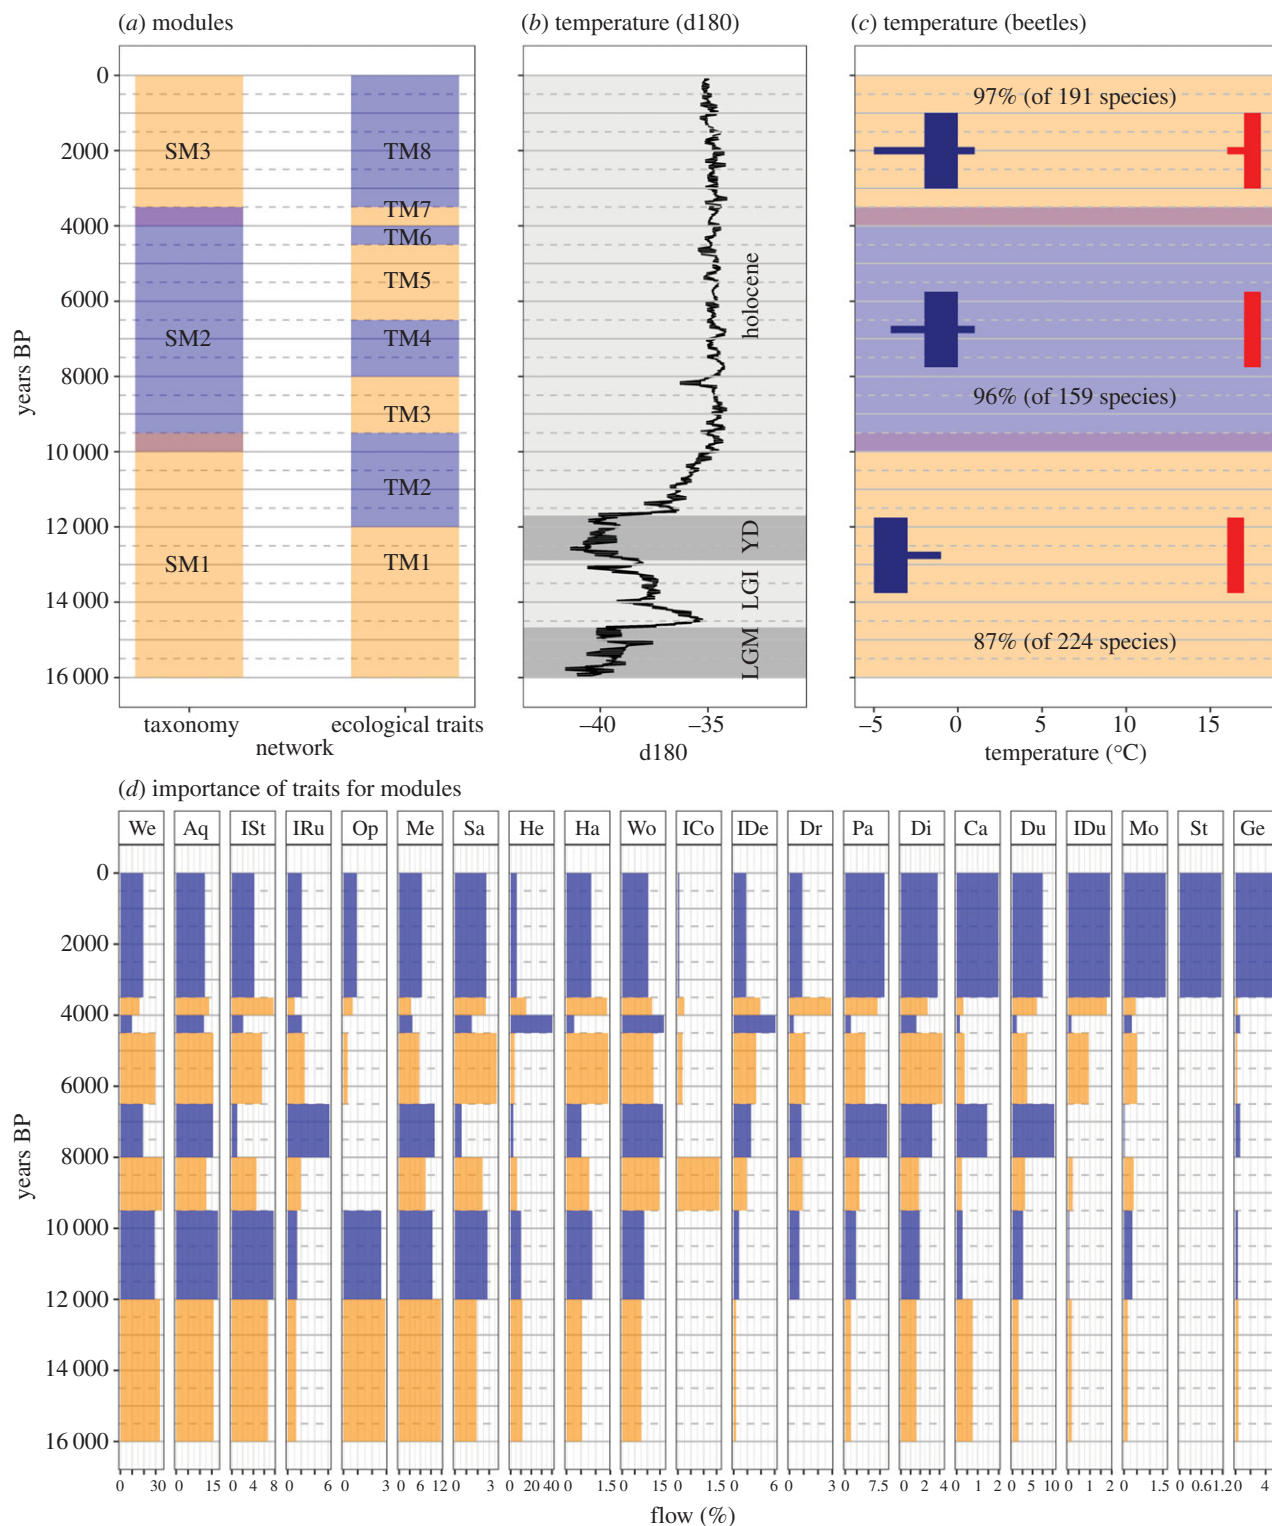 (a) modules
(b) temperature (d180)
(c) temperature (beetles)
years BP
0
2000
4000
6000
8000
10 000
12 000
14 000
16 000
SM3
SM2
SM1
TM8
TM7
TM6
TM5
TM4
TM3
TM2
TM1
taxonomy
ecological traits
network
holocene
YD
LGI
LGM
−40
−35
d180
97% (of 191 species)
96% (of 159 species)
87% (of 224 species)
−5
0
5
10
15
temperature (°C)
(d) importance of traits for modules
We Aq ISt IRu Op Me Sa He Ha Wo ICo IDe Dr Pa Di Ca Du IDu Mo St Ge
years BP
0
2000
4000
6000
8000
10 000
12 000
14 000
16 000
0 30 0 15 0 4 8 0 6 0 3 0 12 0 3 0 20 40 0 1.5 0 15 0 1.5 0 6 0 3 0 7.5 0 2 4 0 1 2 0 5 10 0 1 2 0 1.5 0 0.6 1.2 0 4
flow (%)